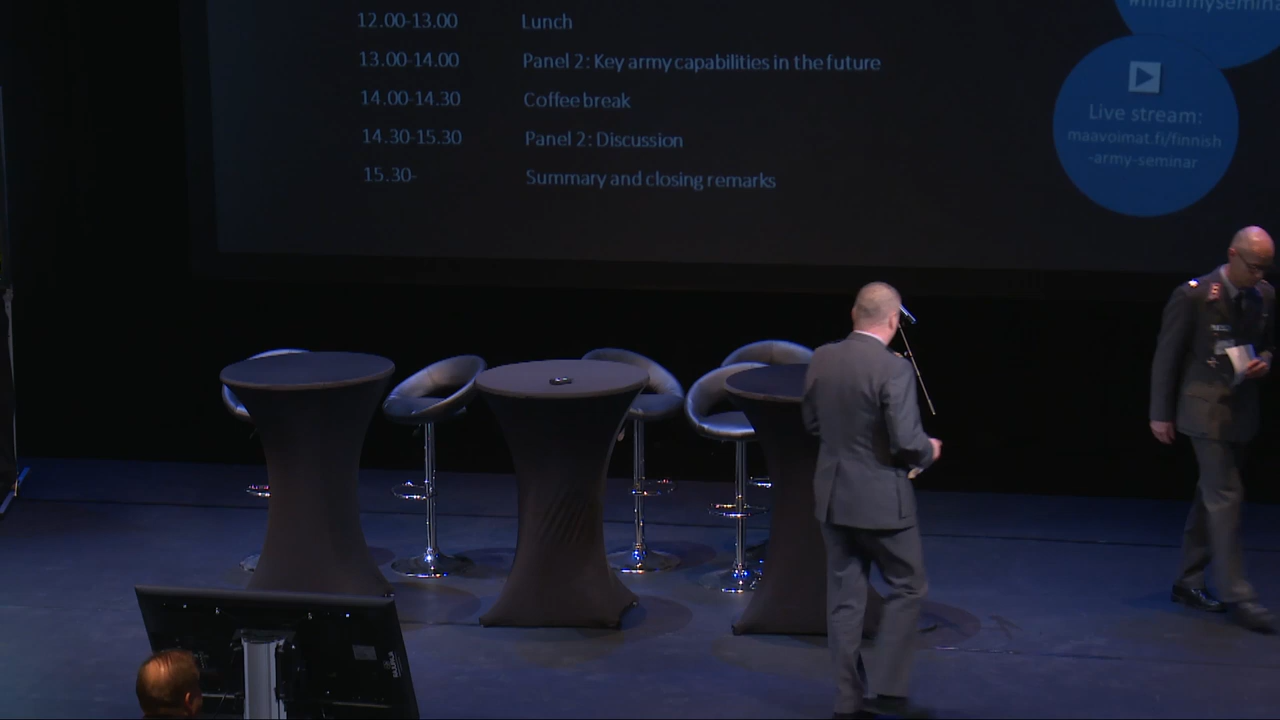 12.00-13.00 Lunch
13.00-14.00 Panel 2: Key army capabilities in the future
14.00-14.30 Coffee break
14.30-15.30 Panel 2: Discussion
15.30- Summary and closing remarks
Live stream:
maavoimat.fi/finnish
-army-seminar